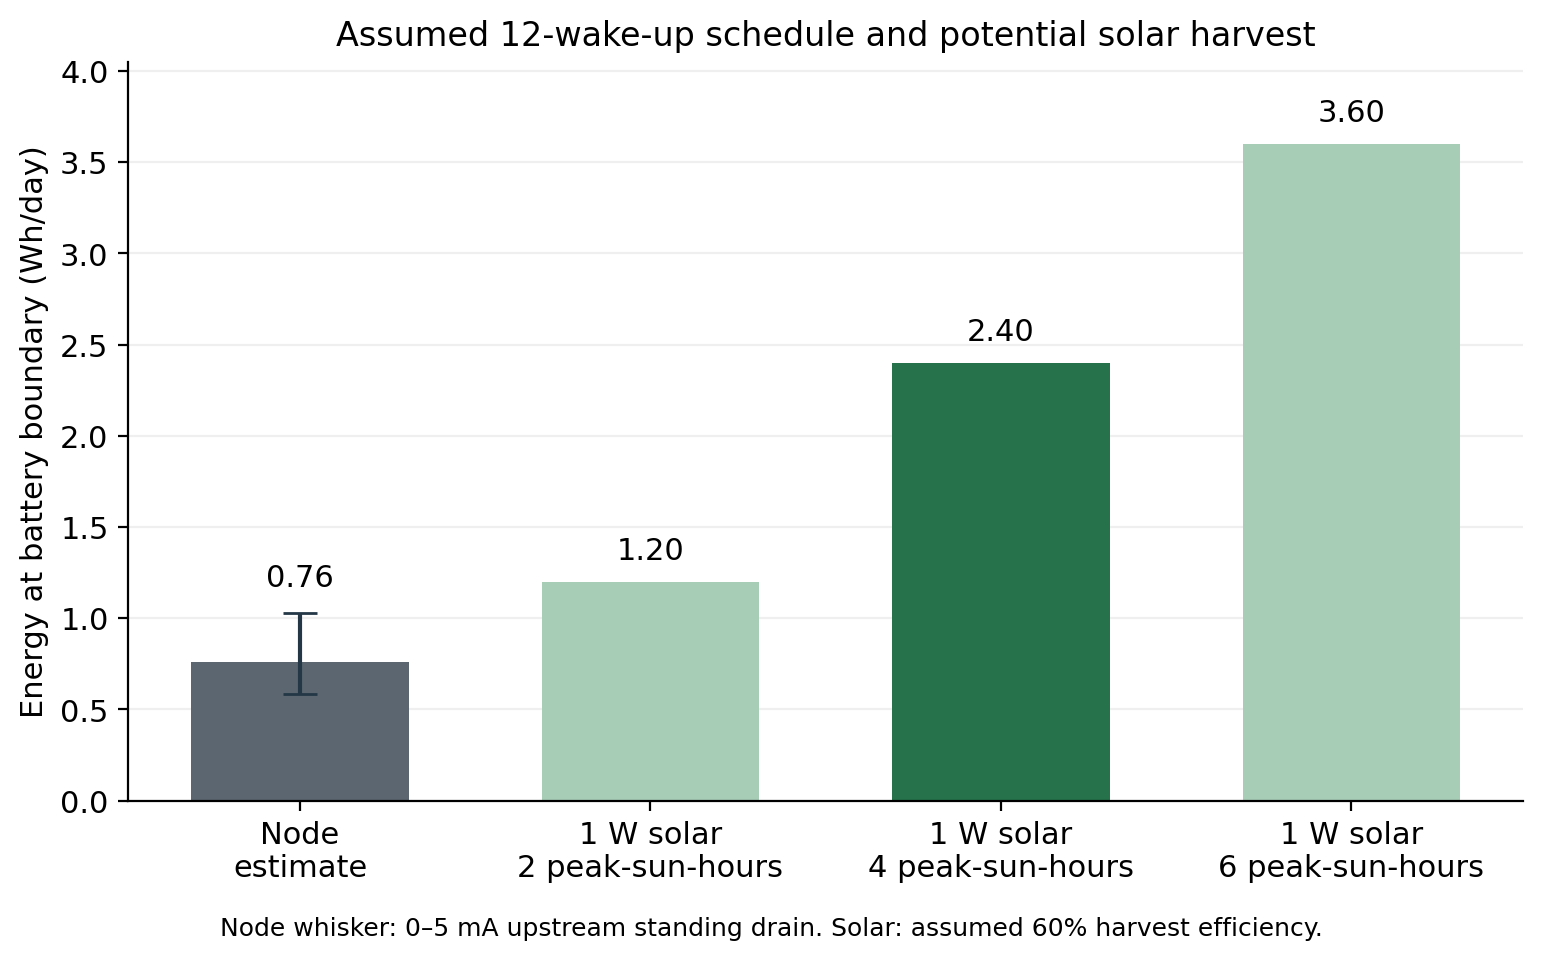 Assumed 12-wake-up schedule and potential solar harvest
Energy at battery boundary (Wh/day)
4.0
3.5
3.0
2.5
2.0
1.5
1.0
0.5
0.0
0.76
1.20
2.40
3.60
Node
estimate
1 W solar
2 peak-sun-hours
1 W solar
4 peak-sun-hours
1 W solar
6 peak-sun-hours
Node whisker: 0–5 mA upstream standing drain. Solar: assumed 60% harvest efficiency.